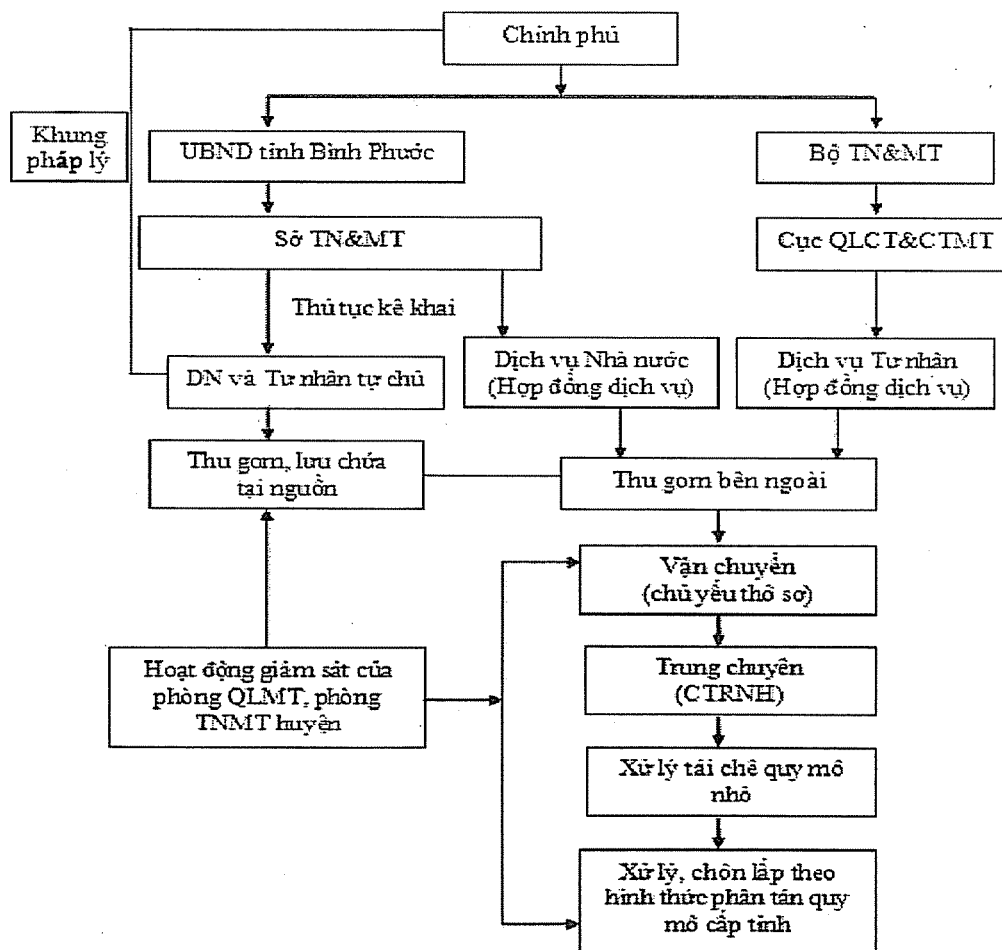 Chính phủ
Khung
pháp lý
UBND tỉnh Bình Phước
Bộ TN&MT
Sở TN&MT
Cục QLCT&CTMT
Thủ tục kê khai
DN và Tư nhân tự chủ
Dịch vụ Nhà nước
(Hợp đồng dịch vụ)
Dịch vụ Tư nhân
(Hợp đồng dịch vụ)
Thu gom, lưu chứa
tại nguồn
Thu gom bên ngoài
Vận chuyển
(chủ yếu thô sơ)
Hoạt động giám sát của
phòng QLMT, phòng
TNMT huyện
Trung chuyển
(CTRNH)
Xử lý tái chế quy mô
nhỏ
Xử lý, chôn lấp theo
hình thức phân tán quy
mô cấp tỉnh